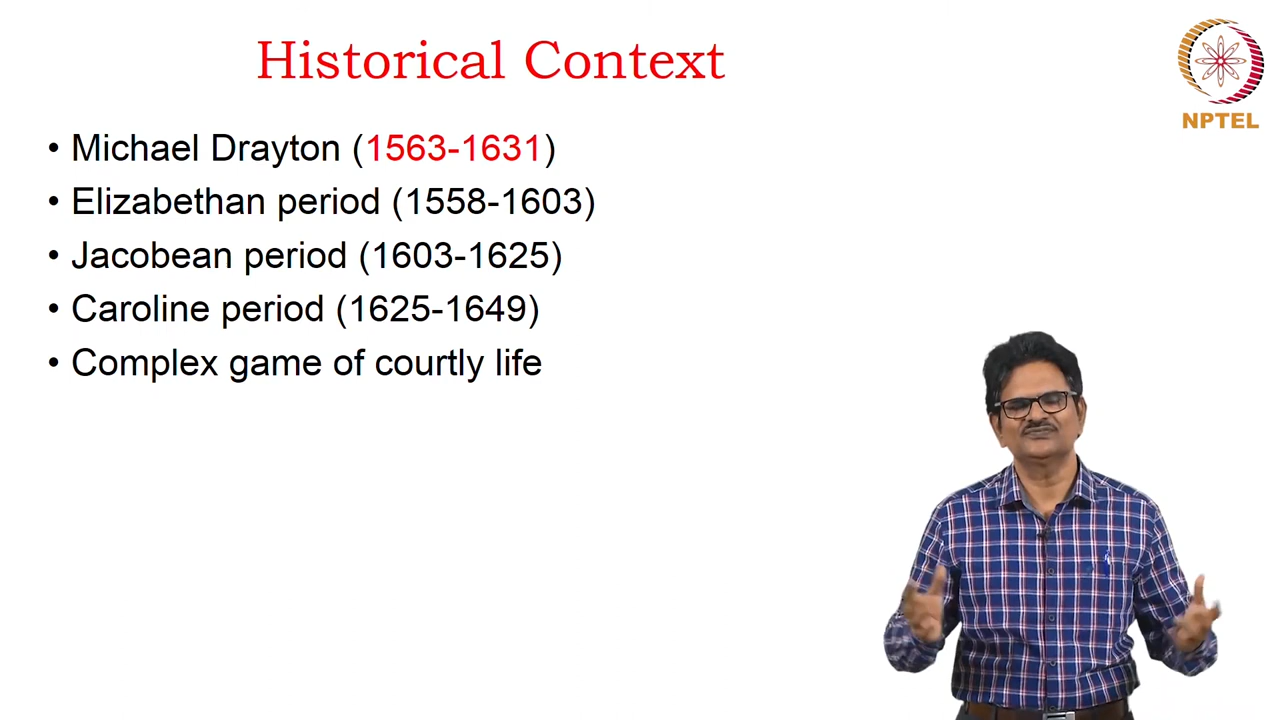 Historical Context
NPTEL
• Michael Drayton (1563-1631)
• Elizabethan period (1558-1603)
• Jacobean period (1603-1625)
• Caroline period (1625-1649)
• Complex game of courtly life